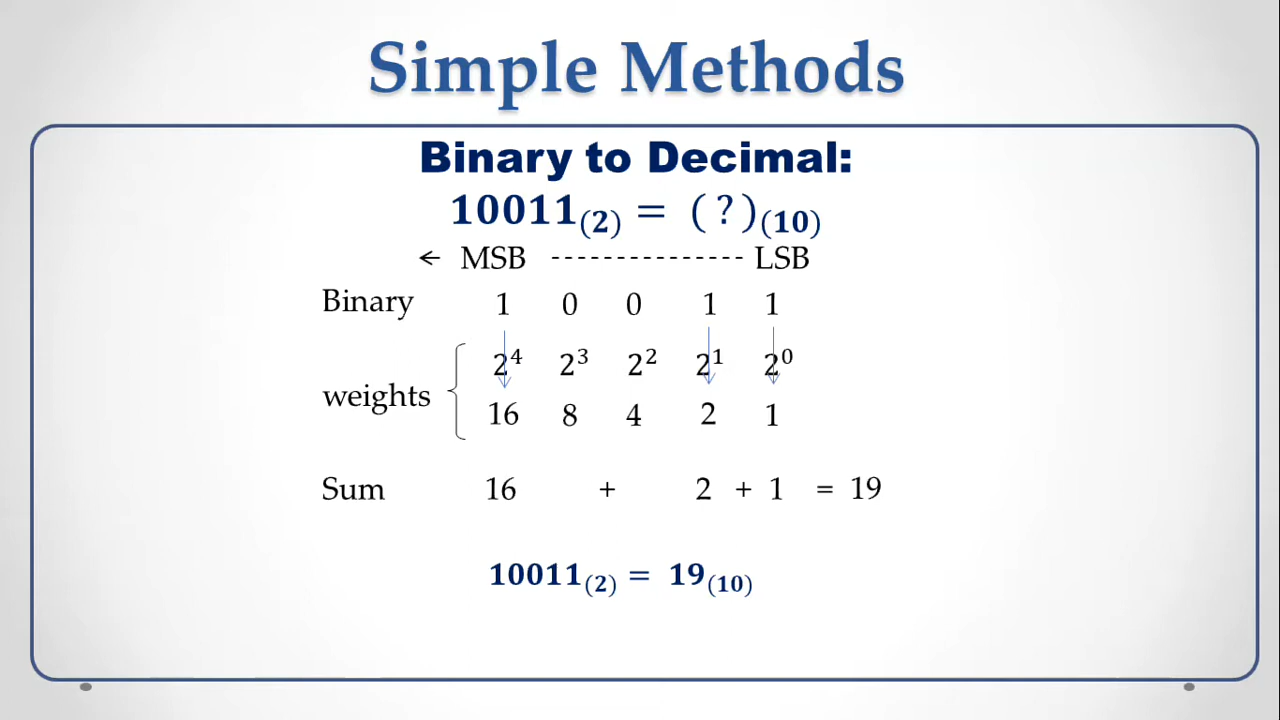 Simple Methods
Binary to Decimal:
10011₍₂₎ = (?)₍₁₀₎
← MSB --------------- LSB
Binary 1 0 0 1 1
2⁴ 2³ 2² 2¹ 2⁰
weights
16 8 4 2 1
Sum 16 + 2 + 1 = 19
10011₍₂₎ = 19₍₁₀₎